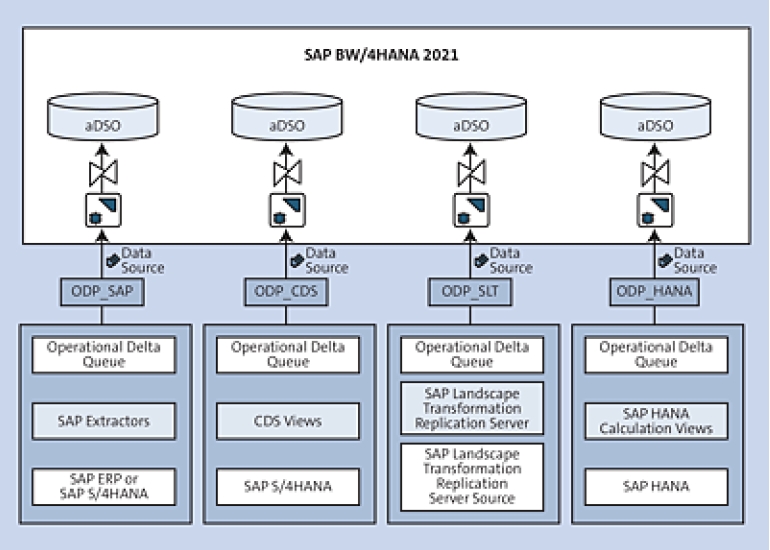 SAP BW/4HANA 2021
aDSO
aDSO
aDSO
aDSO
Data
Source
Data
Source
Data
Source
Data
Source
ODP_SAP
ODP_CDS
ODP_SLT
ODP_HANA
Operational Delta
Queue
SAP Extractors
SAP ERP or
SAP S/4HANA
Operational Delta
Queue
CDS Views
SAP S/4HANA
Operational Delta
Queue
SAP Landscape
Transformation
Replication Server
SAP Landscape
Transformation
Replication
Server Source
Operational Delta
Queue
SAP HANA
Calculation Views
SAP HANA